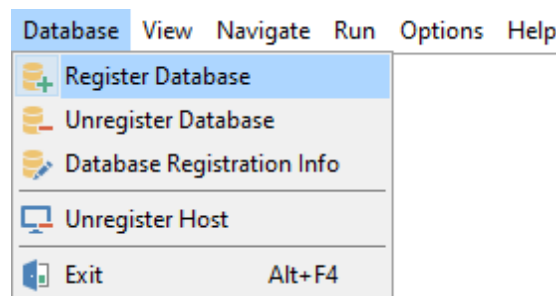 Database View Navigate Run Options Help
Register Database
Unregister Database
Database Registration Info
Unregister Host
Exit Alt+F4